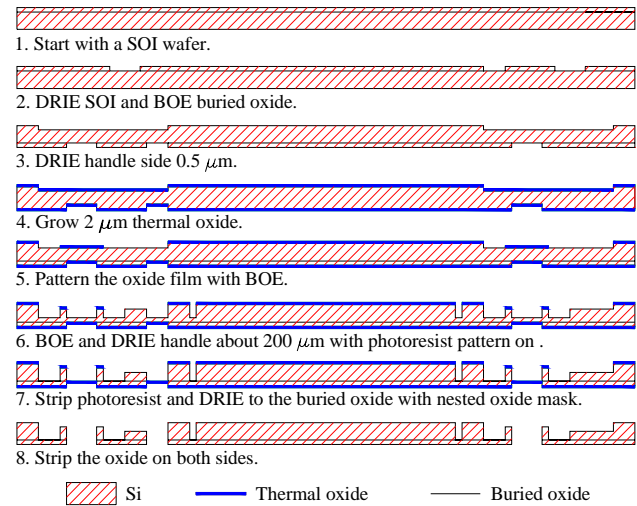 1. Start with a SOI wafer.
2. DRIE SOI and BOE buried oxide.
3. DRIE handle side 0.5 μm.
4. Grow 2 μm thermal oxide.
5. Pattern the oxide film with BOE.
6. BOE and DRIE handle about 200 μm with photoresist pattern on .
7. Strip photoresist and DRIE to the buried oxide with nested oxide mask.
8. Strip the oxide on both sides.
Si Thermal oxide Buried oxide